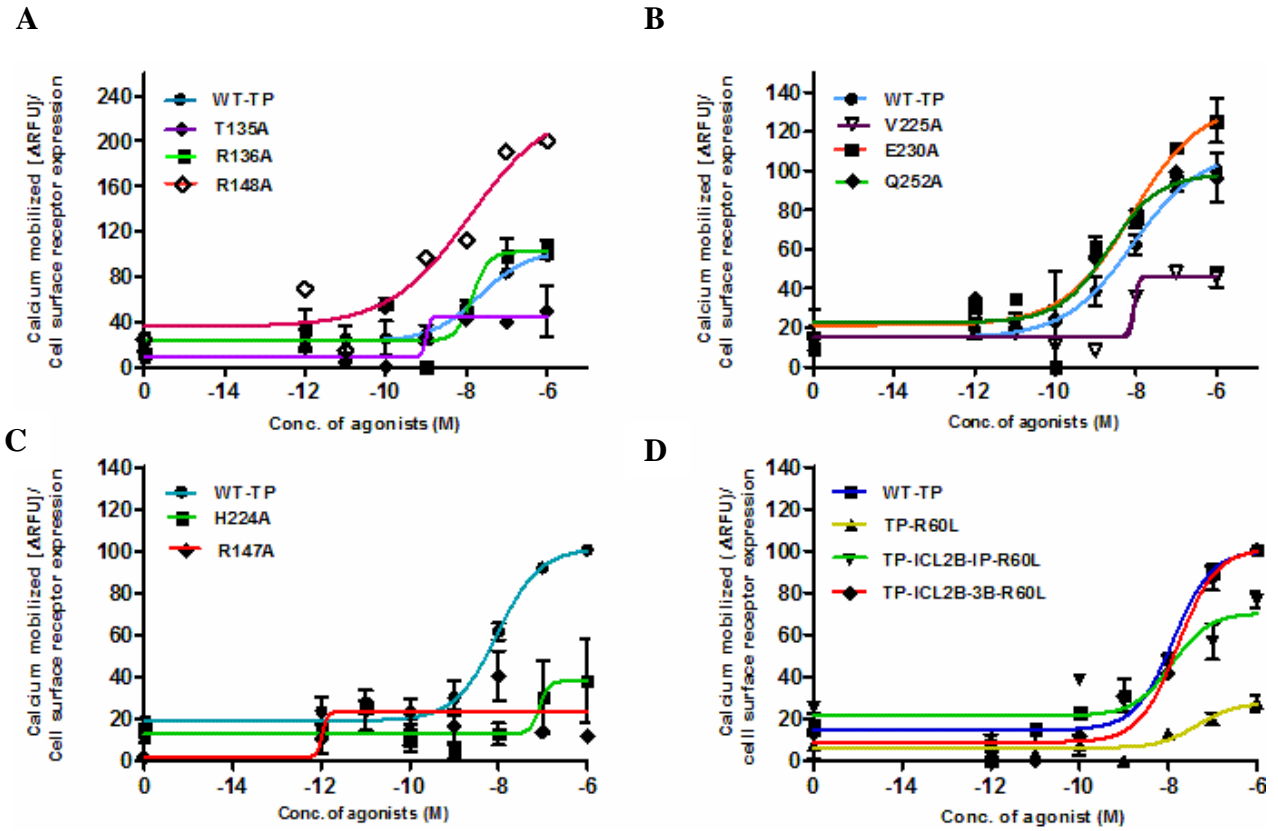 A
Calcium mobilized [ΔRFU]/
Cell surface receptor expression
240
200
160
120
80
40
0
WT-TP
T135A
R136A
R148A
0 -14 -12 -10 -8 -6
Conc. of agonists (M)
B
Calcium mobilized [ΔRFU]/
Cell surface receptor expression
140
120
100
80
60
40
20
0
WT-TP
V225A
E230A
Q252A
0 -14 -12 -10 -8 -6
Conc. of agonists (M)
C
Calcium mobilized [ΔRFU]/
Cell surface receptor expression
140
120
100
80
60
40
20
0
WT-TP
H224A
R147A
0 -14 -12 -10 -8 -6
Conc. of agonists (M)
D
Calcium mobilized (ΔRFU)/
cell l surface receptor expression
140
120
100
80
60
40
20
0
WT-TP
TP-R60L
TP-ICL2B-IP-R60L
TP-ICL2B-3B-R60L
0 -14 -12 -10 -8 -6
Conc. of agonist (M)